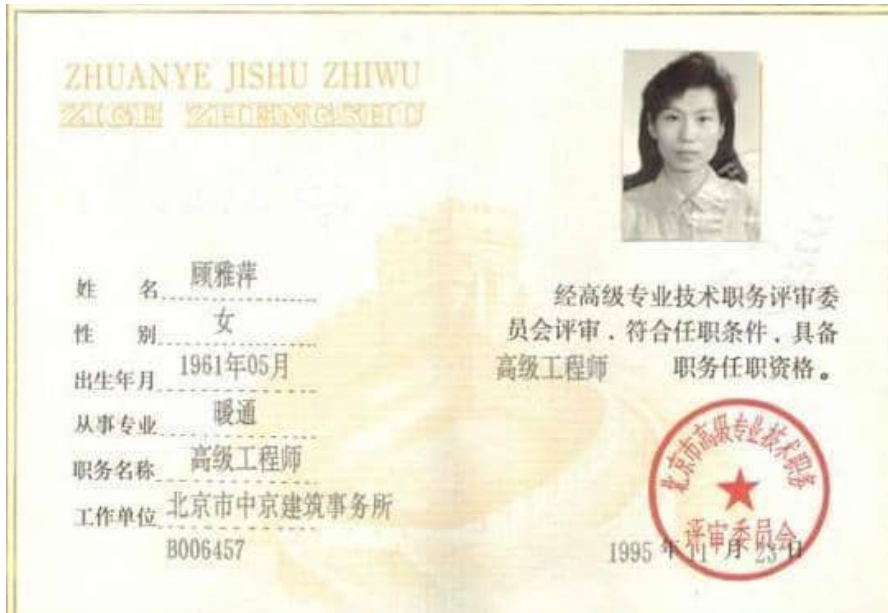 ZHUANYE JISHU ZHIWU
ZIGE ZHENGSHU
姓 名 顾雅萍
性 别 女
出生年月 1961年05月
从事专业 暖通
职务名称 高级工程师
工作单位 北京市中京建筑事务所
B006457
经高级专业技术职务评审委
员会评审，符合任职条件，具备
高级工程师 职务任职资格。
北京市高级专业技术职务
评审委员会
1995 年 11 月 23 日